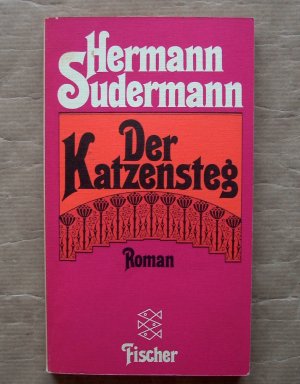 Hermann
Sudermann
Der
Katzensteg
Roman
Fischer